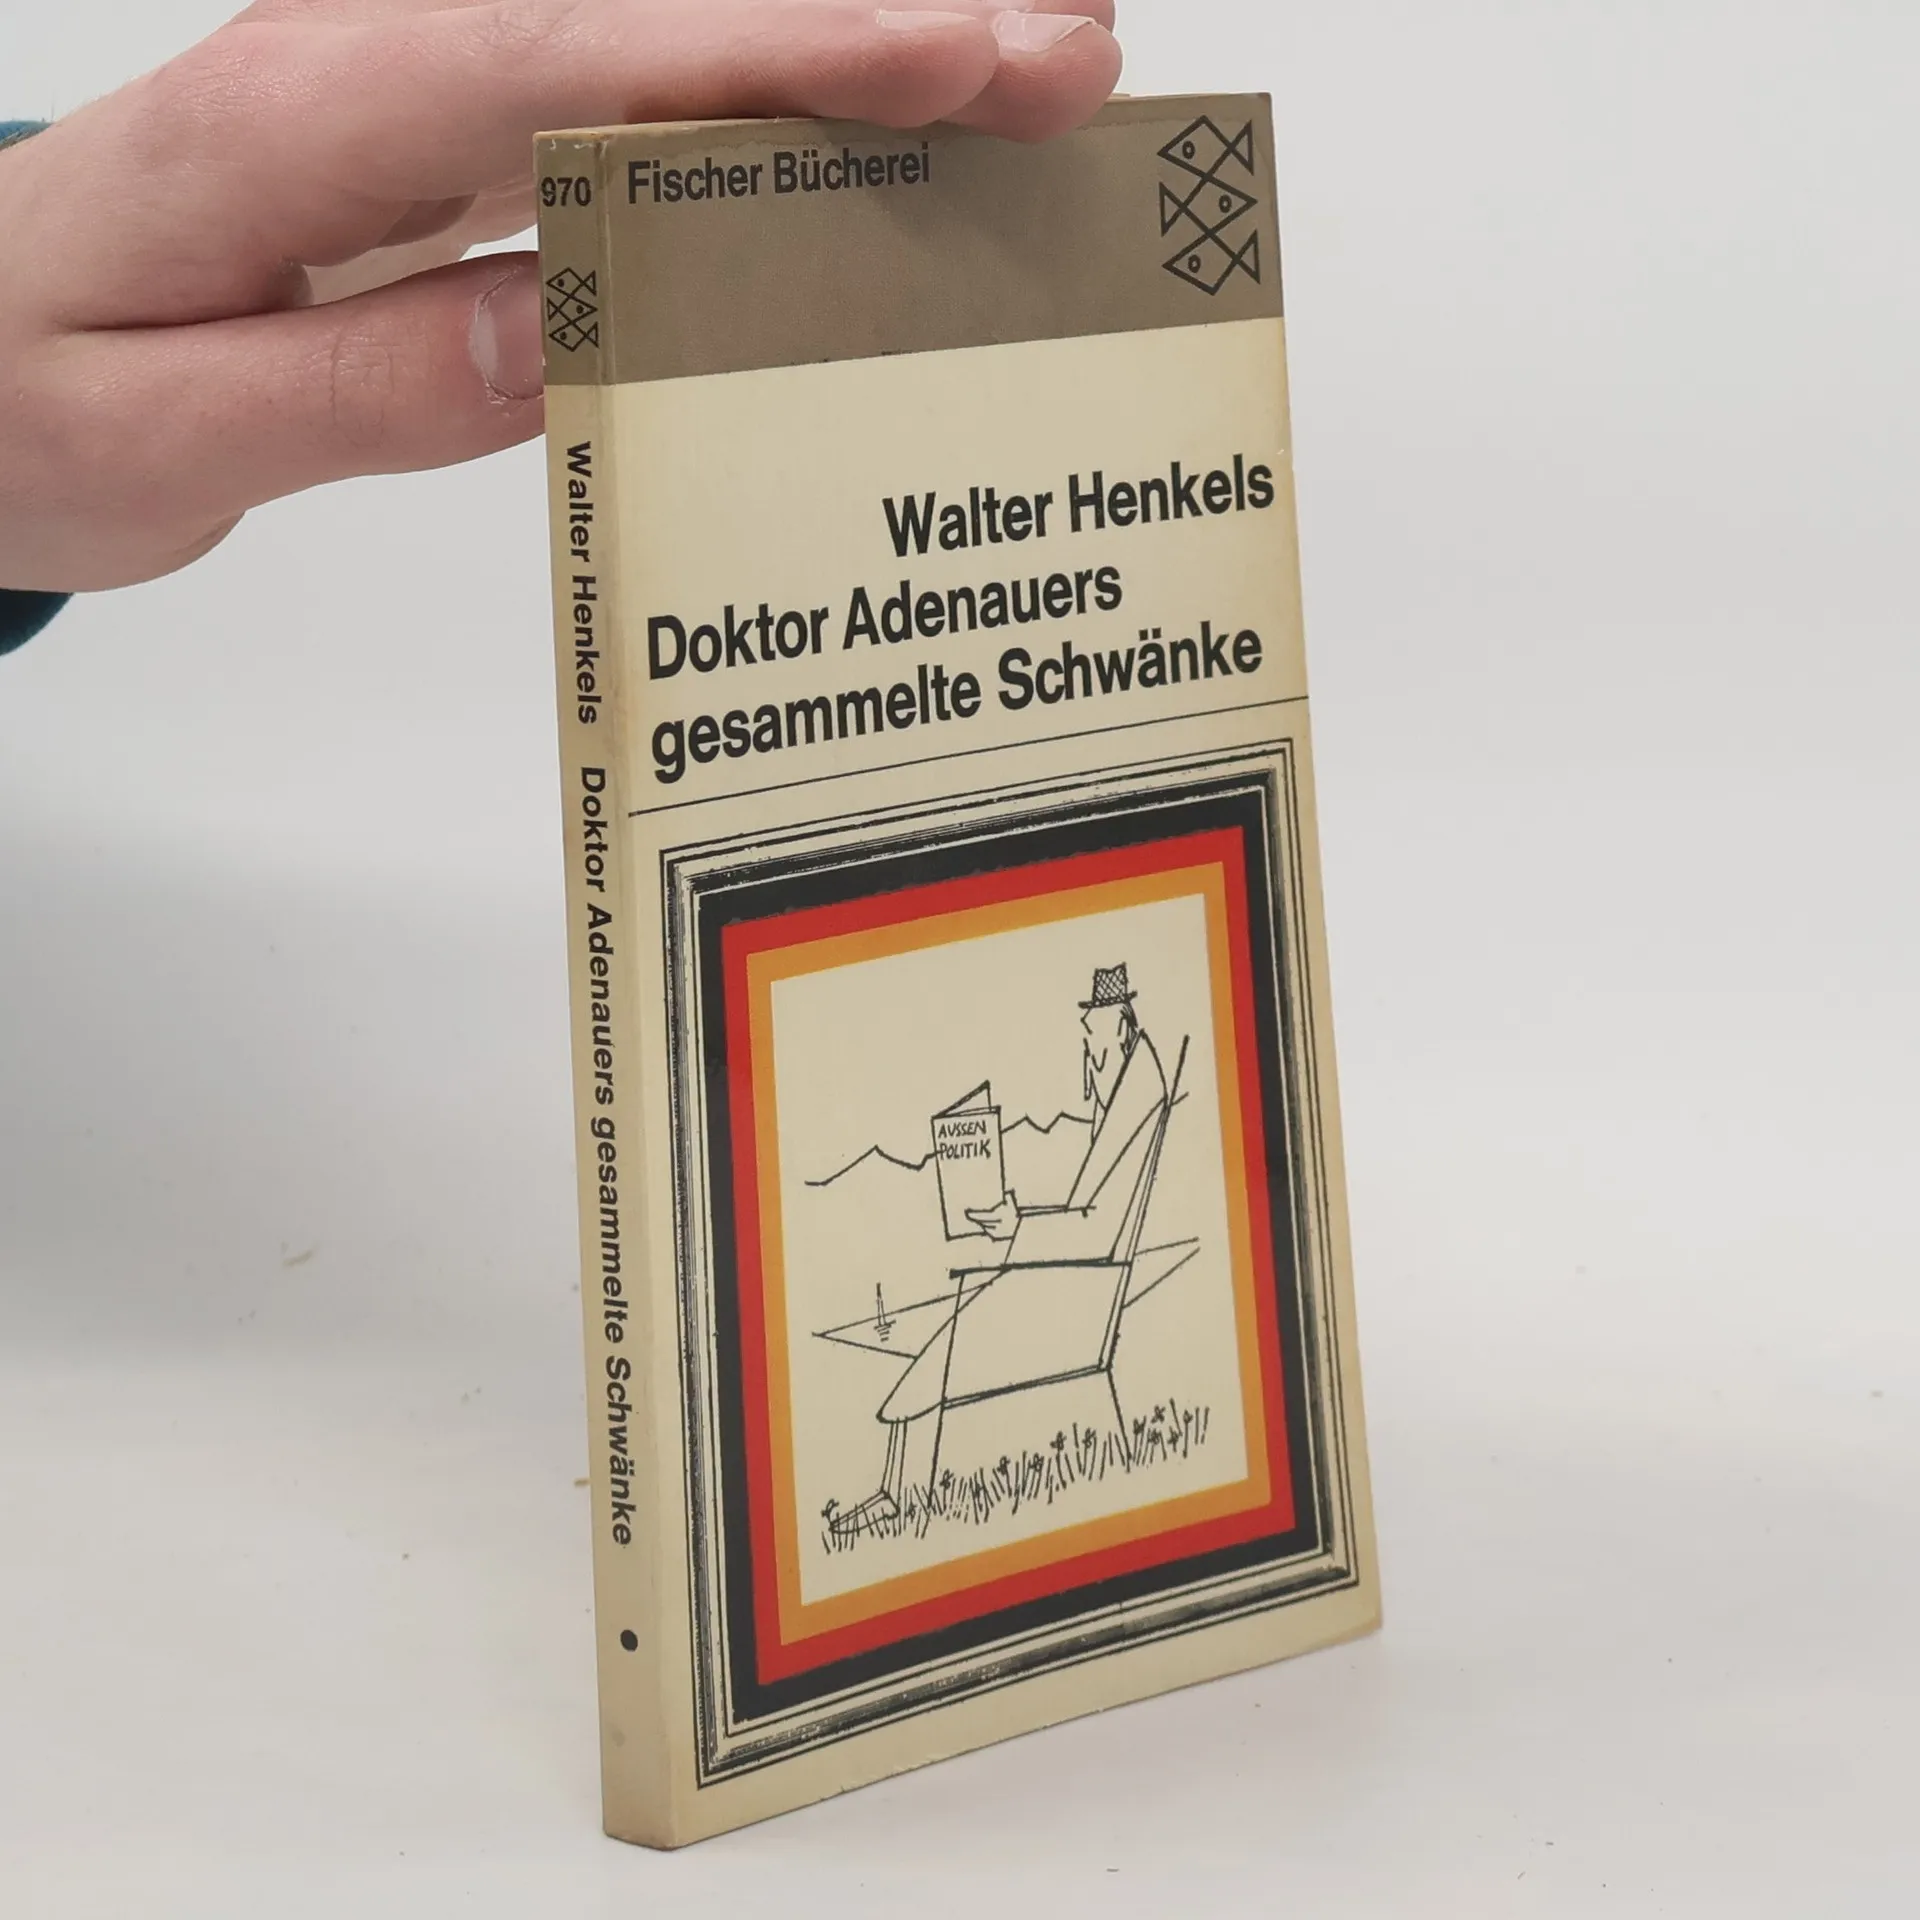 970
Fischer Bücherei
Walter Henkels
Doktor Adenauers
gesammelte Schwänke
AUSSEN
POLITIK
Walter Henkels Doktor Adenauers gesammelte Schwänke